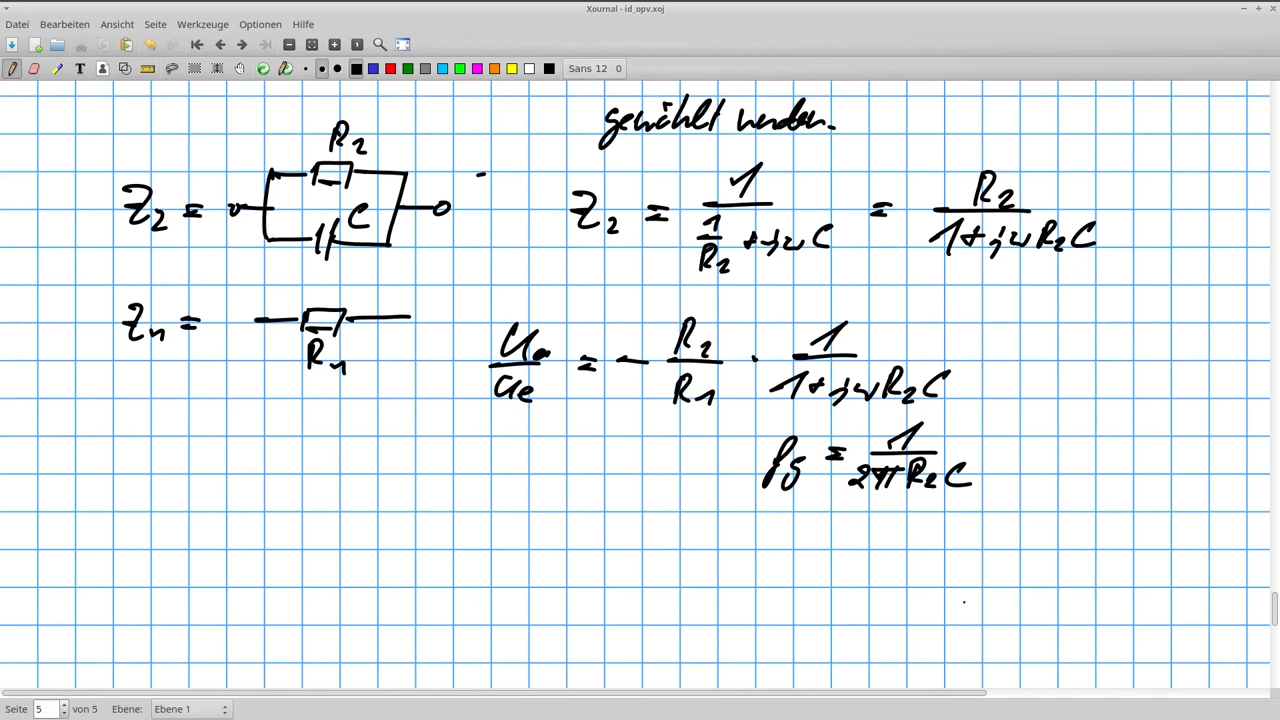 Xournal - id_opv.xoj
Datei Bearbeiten Ansicht Seite Werkzeuge Optionen Hilfe
Sans 12 0
gewählt werden.
R2
Z2 = C
Z2 = 1 / (1/R2 + jωC) = R2 / (1+jωR2C)
Z1 =
R1
Ua/Ue = - R2/R1 · 1/(1+jωR2C)
fg = 1/(2πR2C)
Seite 5 von 5 Ebene: Ebene 1